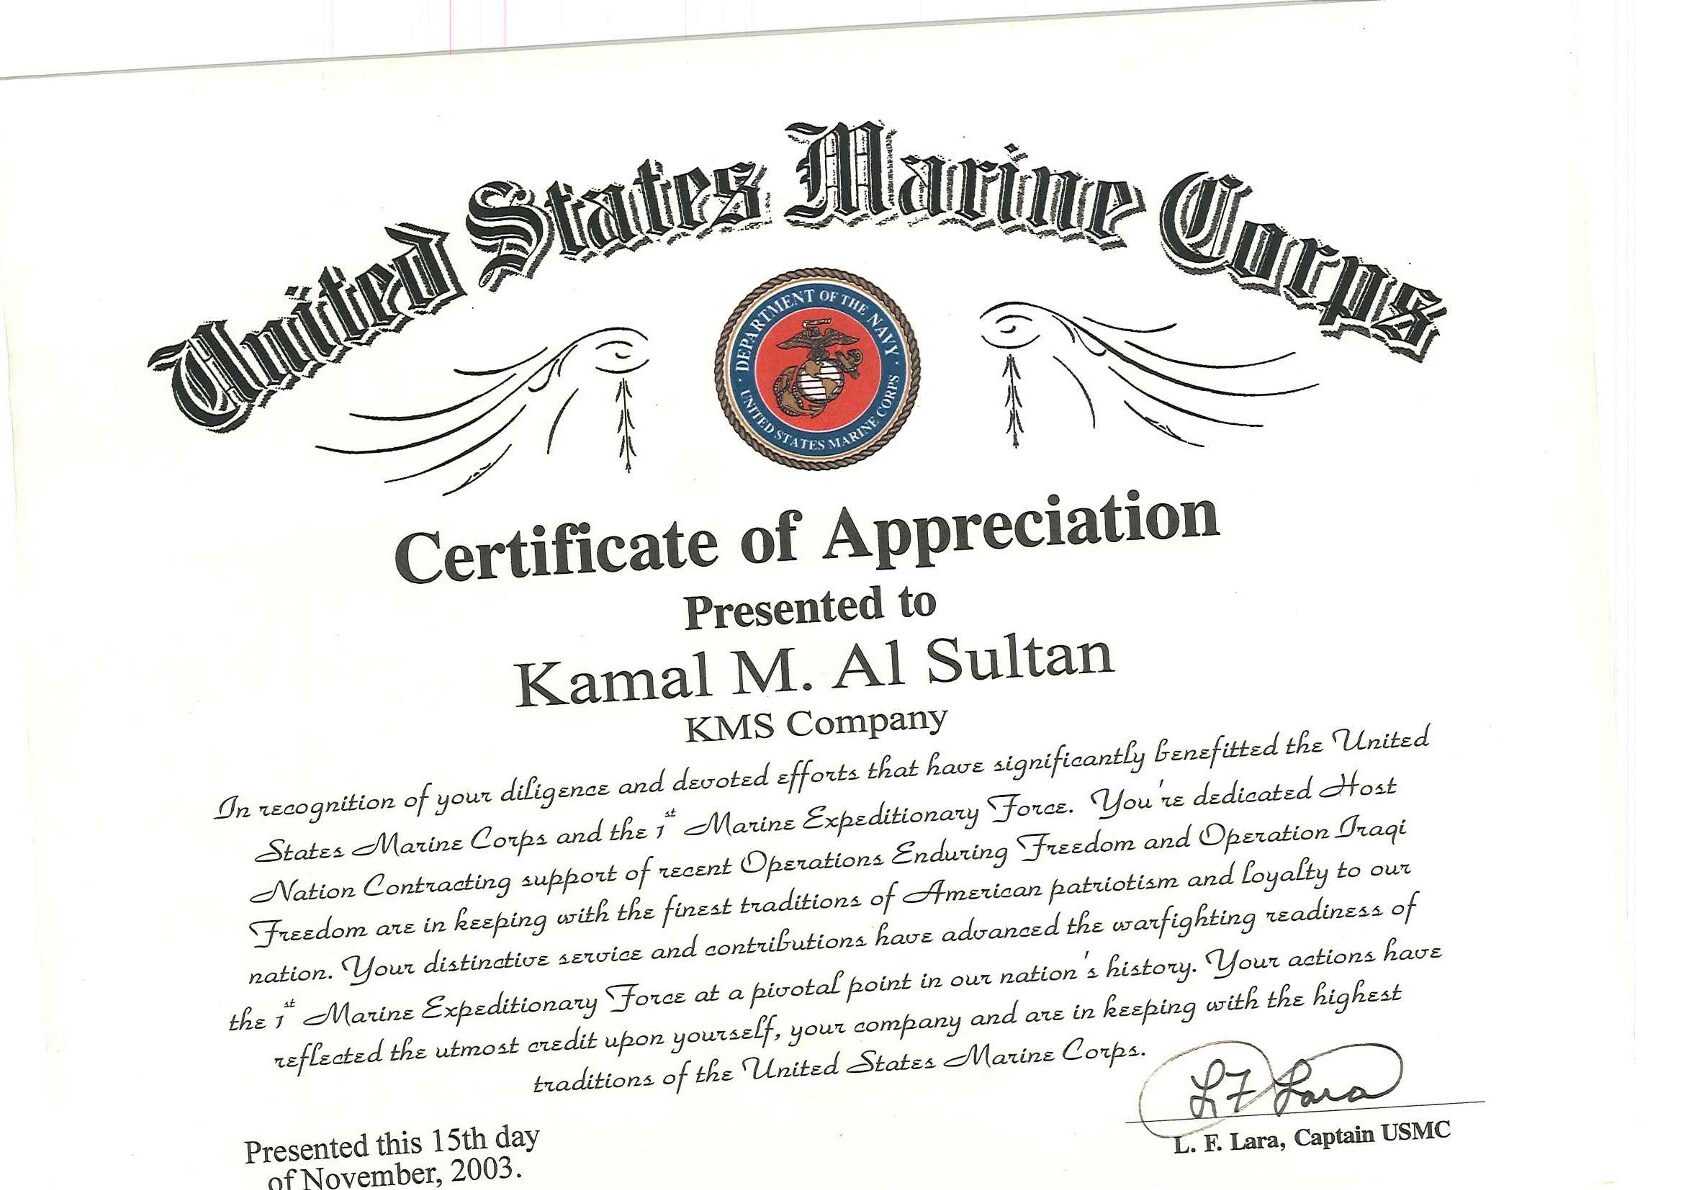 United States Marine Corps
DEPARTMENT OF THE NAVY
UNITED STATES MARINE CORPS
Certificate of Appreciation
Presented to
Kamal M. Al Sultan
KMS Company
In recognition of your diligence and devoted efforts that have significantly benefitted the United
States Marine Corps and the 1st Marine Expeditionary Force. You're dedicated Host
Nation Contracting support of recent Operations Enduring Freedom and Operation Iraqi
Freedom are in keeping with the finest traditions of American patriotism and loyalty to our
nation. Your distinctive service and contributions have advanced the warfighting readiness of
the 1st Marine Expeditionary Force at a pivotal point in our nation's history. Your actions have
reflected the utmost credit upon yourself, your company and are in keeping with the highest
traditions of the United States Marine Corps.
L F Lara
L. F. Lara, Captain USMC
Presented this 15th day
of November, 2003.